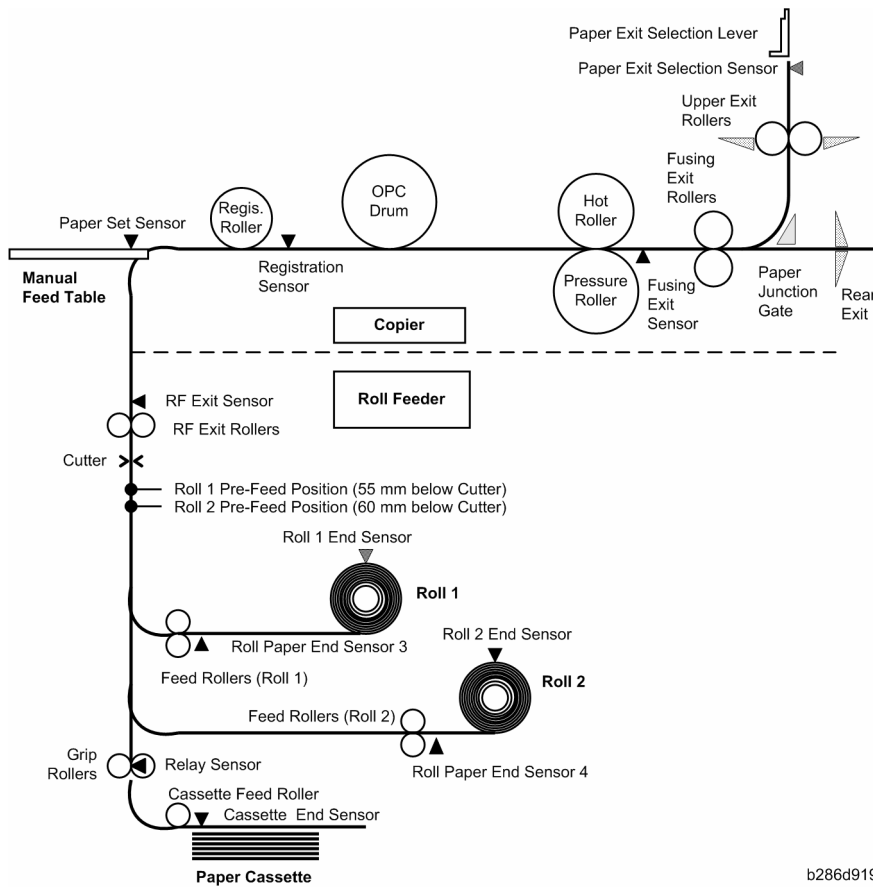 Paper Exit Selection Lever
Paper Exit Selection Sensor
Upper Exit
Rollers
Fusing
Exit
Rollers
OPC
Drum
Hot
Roller
Regis.
Roller
Paper Set Sensor
Manual
Feed Table
Registration
Sensor
Pressure
Roller
Fusing
Exit
Sensor
Paper
Junction
Gate
Rear
Exit
Copier
Roll Feeder
RF Exit Sensor
RF Exit Rollers
Cutter
Roll 1 Pre-Feed Position (55 mm below Cutter)
Roll 2 Pre-Feed Position (60 mm below Cutter)
Roll 1 End Sensor
Roll 1
Roll Paper End Sensor 3
Roll 2 End Sensor
Feed Rollers (Roll 1)
Roll 2
Feed Rollers (Roll 2)
Grip
Rollers
Relay Sensor
Roll Paper End Sensor 4
Cassette Feed Roller
Cassette End Sensor
Paper Cassette
b286d919